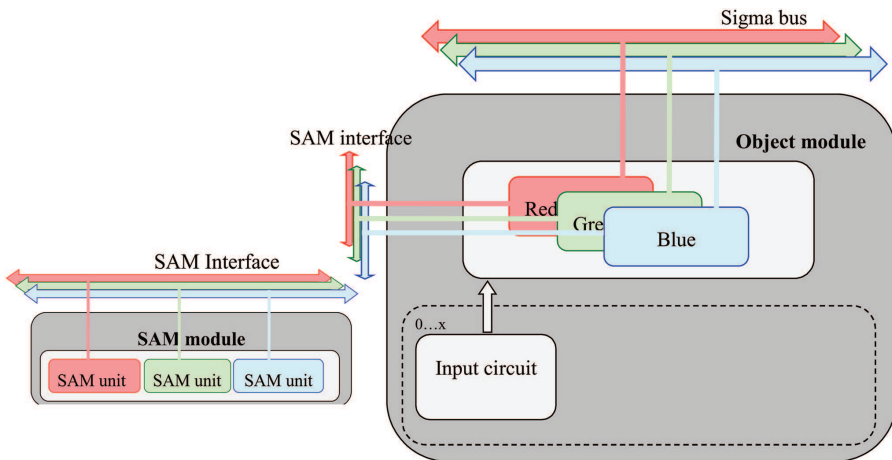 Sigma bus
SAM interface
Object module
Red
Gre
Blue
SAM Interface
SAM module
SAM unit
SAM unit
SAM unit
0...x
Input circuit